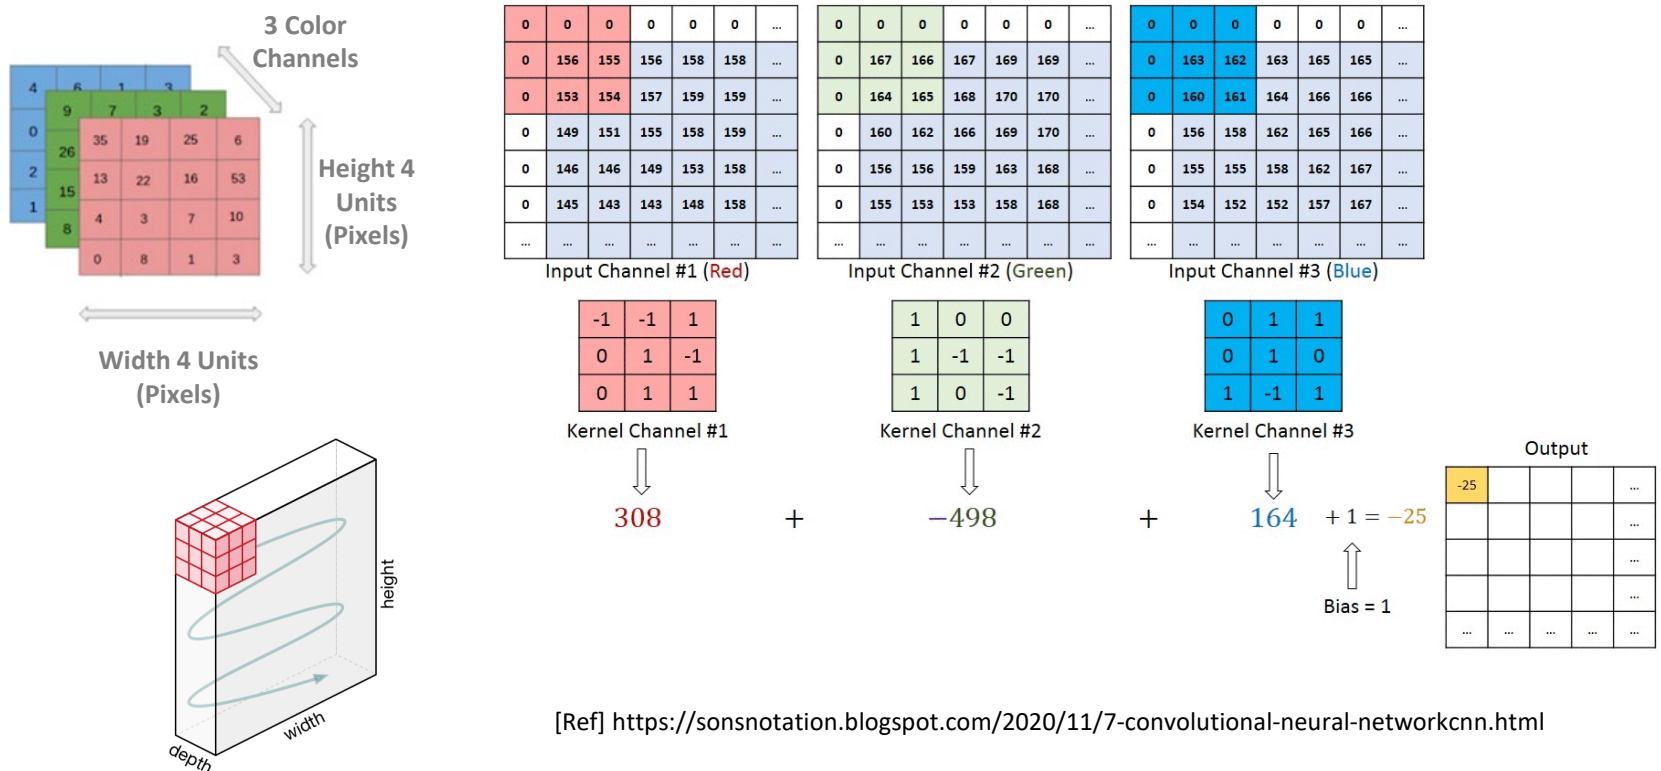 3 Color
Channels
4 6 1 3
0
2
1
9 7 3 2
26
15
8
35 19 25 6
13 22 16 53
4 3 7 10
0 8 1 3
Height 4
Units
(Pixels)
Width 4 Units
(Pixels)
0 0 0 0 0 0 ...
0 156 155 156 158 158 ...
0 153 154 157 159 159 ...
0 149 151 155 158 159 ...
0 146 146 149 153 158 ...
0 145 143 143 148 158 ...
... ... ... ... ... ... ...
Input Channel #1 (Red)
0 0 0 0 0 0 ...
0 167 166 167 169 169 ...
0 164 165 168 170 170 ...
0 160 162 166 169 170 ...
0 156 156 159 163 168 ...
0 155 153 153 158 168 ...
... ... ... ... ... ... ...
Input Channel #2 (Green)
0 0 0 0 0 0 ...
0 163 162 163 165 165 ...
0 160 161 164 166 166 ...
0 156 158 162 165 166 ...
0 155 155 158 162 167 ...
0 154 152 152 157 167 ...
... ... ... ... ... ... ...
Input Channel #3 (Blue)
-1 -1 1
0 1 -1
0 1 1
Kernel Channel #1
1 0 0
1 -1 -1
1 0 -1
Kernel Channel #2
0 1 1
0 1 0
1 -1 1
Kernel Channel #3
308 + −498 + 164 + 1 = −25
Bias = 1
Output
-25 ...
...
...
...
... ... ... ... ...
height
width
depth
[Ref] https://sonsnotation.blogspot.com/2020/11/7-convolutional-neural-networkcnn.html